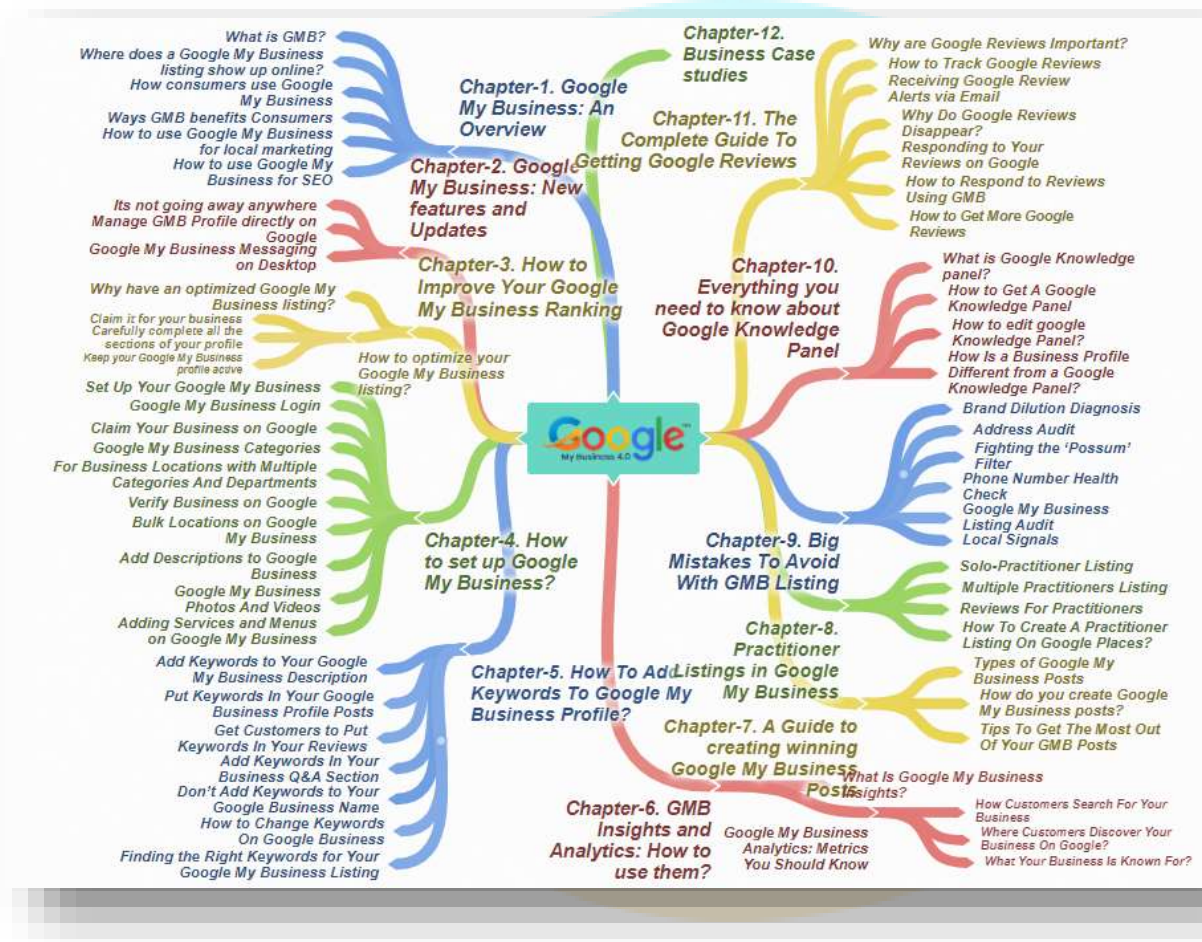 What is GMB?
Where does a Google My Business
listing show up online?
How consumers use Google
My Business
Ways GMB benefits Consumers
How to use Google My Business
for local marketing
How to use Google My
Business for SEO
Chapter-1. Google
My Business: An
Overview
Its not going away anywhere
Manage GMB Profile directly on
Google
Google My Business Messaging
on Desktop
Chapter-2. Google
My Business: New
features and
Updates
Why have an optimized Google My
Business listing?
Claim it for your business
Carefully complete all the
sections of your profile
Keep your Google My Business
profile active
How to optimize your
Google My Business
listing?
Chapter-3. How to
Improve Your Google
My Business Ranking
Set Up Your Google My Business
Google My Business Login
Claim Your Business on Google
Google My Business Categories
For Business Locations with Multiple
Categories And Departments
Verify Business on Google
Bulk Locations on Google
My Business
Add Descriptions to Google
Business
Google My Business
Photos And Videos
Adding Services and Menus
on Google My Business
Chapter-4. How
to set up Google
My Business?
Add Keywords to Your Google
My Business Description
Put Keywords In Your Google
Business Profile Posts
Get Customers to Put
Keywords In Your Reviews
Add Keywords In Your
Business Q&A Section
Don't Add Keywords to Your
Google Business Name
How to Change Keywords
On Google Business
Finding the Right Keywords for Your
Google My Business Listing
Chapter-5. How To Add
Keywords To Google My
Business Profile?
Google™
My Business 4.0
Chapter-12.
Business Case
studies
Chapter-11. The
Complete Guide To
Getting Google Reviews
Why are Google Reviews Important?
How to Track Google Reviews
Receiving Google Review
Alerts via Email
Why Do Google Reviews
Disappear?
Responding to Your
Reviews on Google
How to Respond to Reviews
Using GMB
How to Get More Google
Reviews
Chapter-10.
Everything you
need to know about
Google Knowledge
Panel
What is Google Knowledge
panel?
How to Get A Google
Knowledge Panel
How to edit google
Knowledge Panel?
How Is a Business Profile
Different from a Google
Knowledge Panel?
Chapter-9. Big
Mistakes To Avoid
With GMB Listing
Brand Dilution Diagnosis
Address Audit
Fighting the 'Possum'
Filter
Phone Number Health
Check
Google My Business
Listing Audit
Local Signals
Chapter-8.
Practitioner
Listings in Google
My Business
Solo-Practitioner Listing
Multiple Practitioners Listing
Reviews For Practitioners
How To Create A Practitioner
Listing On Google Places?
Chapter-7. A Guide to
creating winning
Google My Business
Posts
Types of Google My
Business Posts
How do you create Google
My Business posts?
Tips To Get The Most Out
Of Your GMB Posts
Chapter-6. GMB
Insights and
Analytics: How to
use them?
What Is Google My Business
Insights?
Google My Business
Analytics: Metrics
You Should Know
How Customers Search For Your
Business
Where Customers Discover Your
Business On Google?
What Your Business Is Known For?